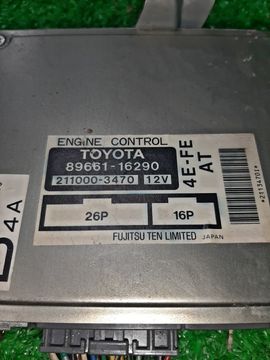 ENGINE CONTROL
TOYOTA
89661-16290
211000-3470 12V
4E-FE
AT
26P 16P
FUJITSU TEN LIMITED JAPAN
4A